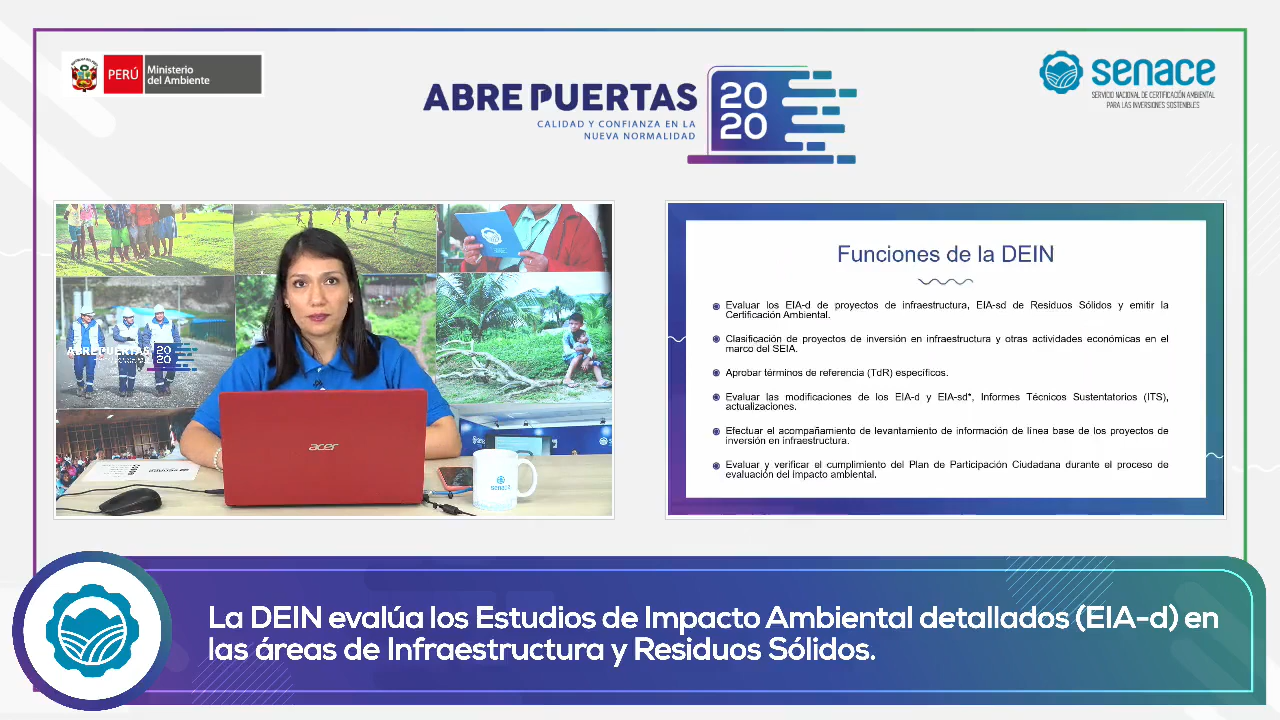 PERÚ
Ministerio
del Ambiente
ABRE PUERTAS
CALIDAD Y CONFIANZA EN LA
NUEVA NORMALIDAD
20
20
senace
SERVICIO NACIONAL DE CERTIFICACIÓN AMBIENTAL
PARA LAS INVERSIONES SOSTENIBLES
ABRE PUERTAS
20
20
acer
senace
Funciones de la DEIN
Evaluar los EIA-d de proyectos de infraestructura, EIA-sd de Residuos Sólidos y emitir la
Certificación Ambiental.
Clasificación de proyectos de inversión en infraestructura y otras actividades económicas en el
marco del SEIA.
Aprobar términos de referencia (TdR) específicos.
Evaluar las modificaciones de los EIA-d y EIA-sd*, Informes Técnicos Sustentatorios (ITS),
actualizaciones.
Efectuar el acompañamiento de levantamiento de información de línea base de los proyectos de
inversión en infraestructura.
Evaluar y verificar el cumplimiento del Plan de Participación Ciudadana durante el proceso de
evaluación del impacto ambiental.
La DEIN evalúa los Estudios de Impacto Ambiental detallados (EIA-d) en
las áreas de Infraestructura y Residuos Sólidos.